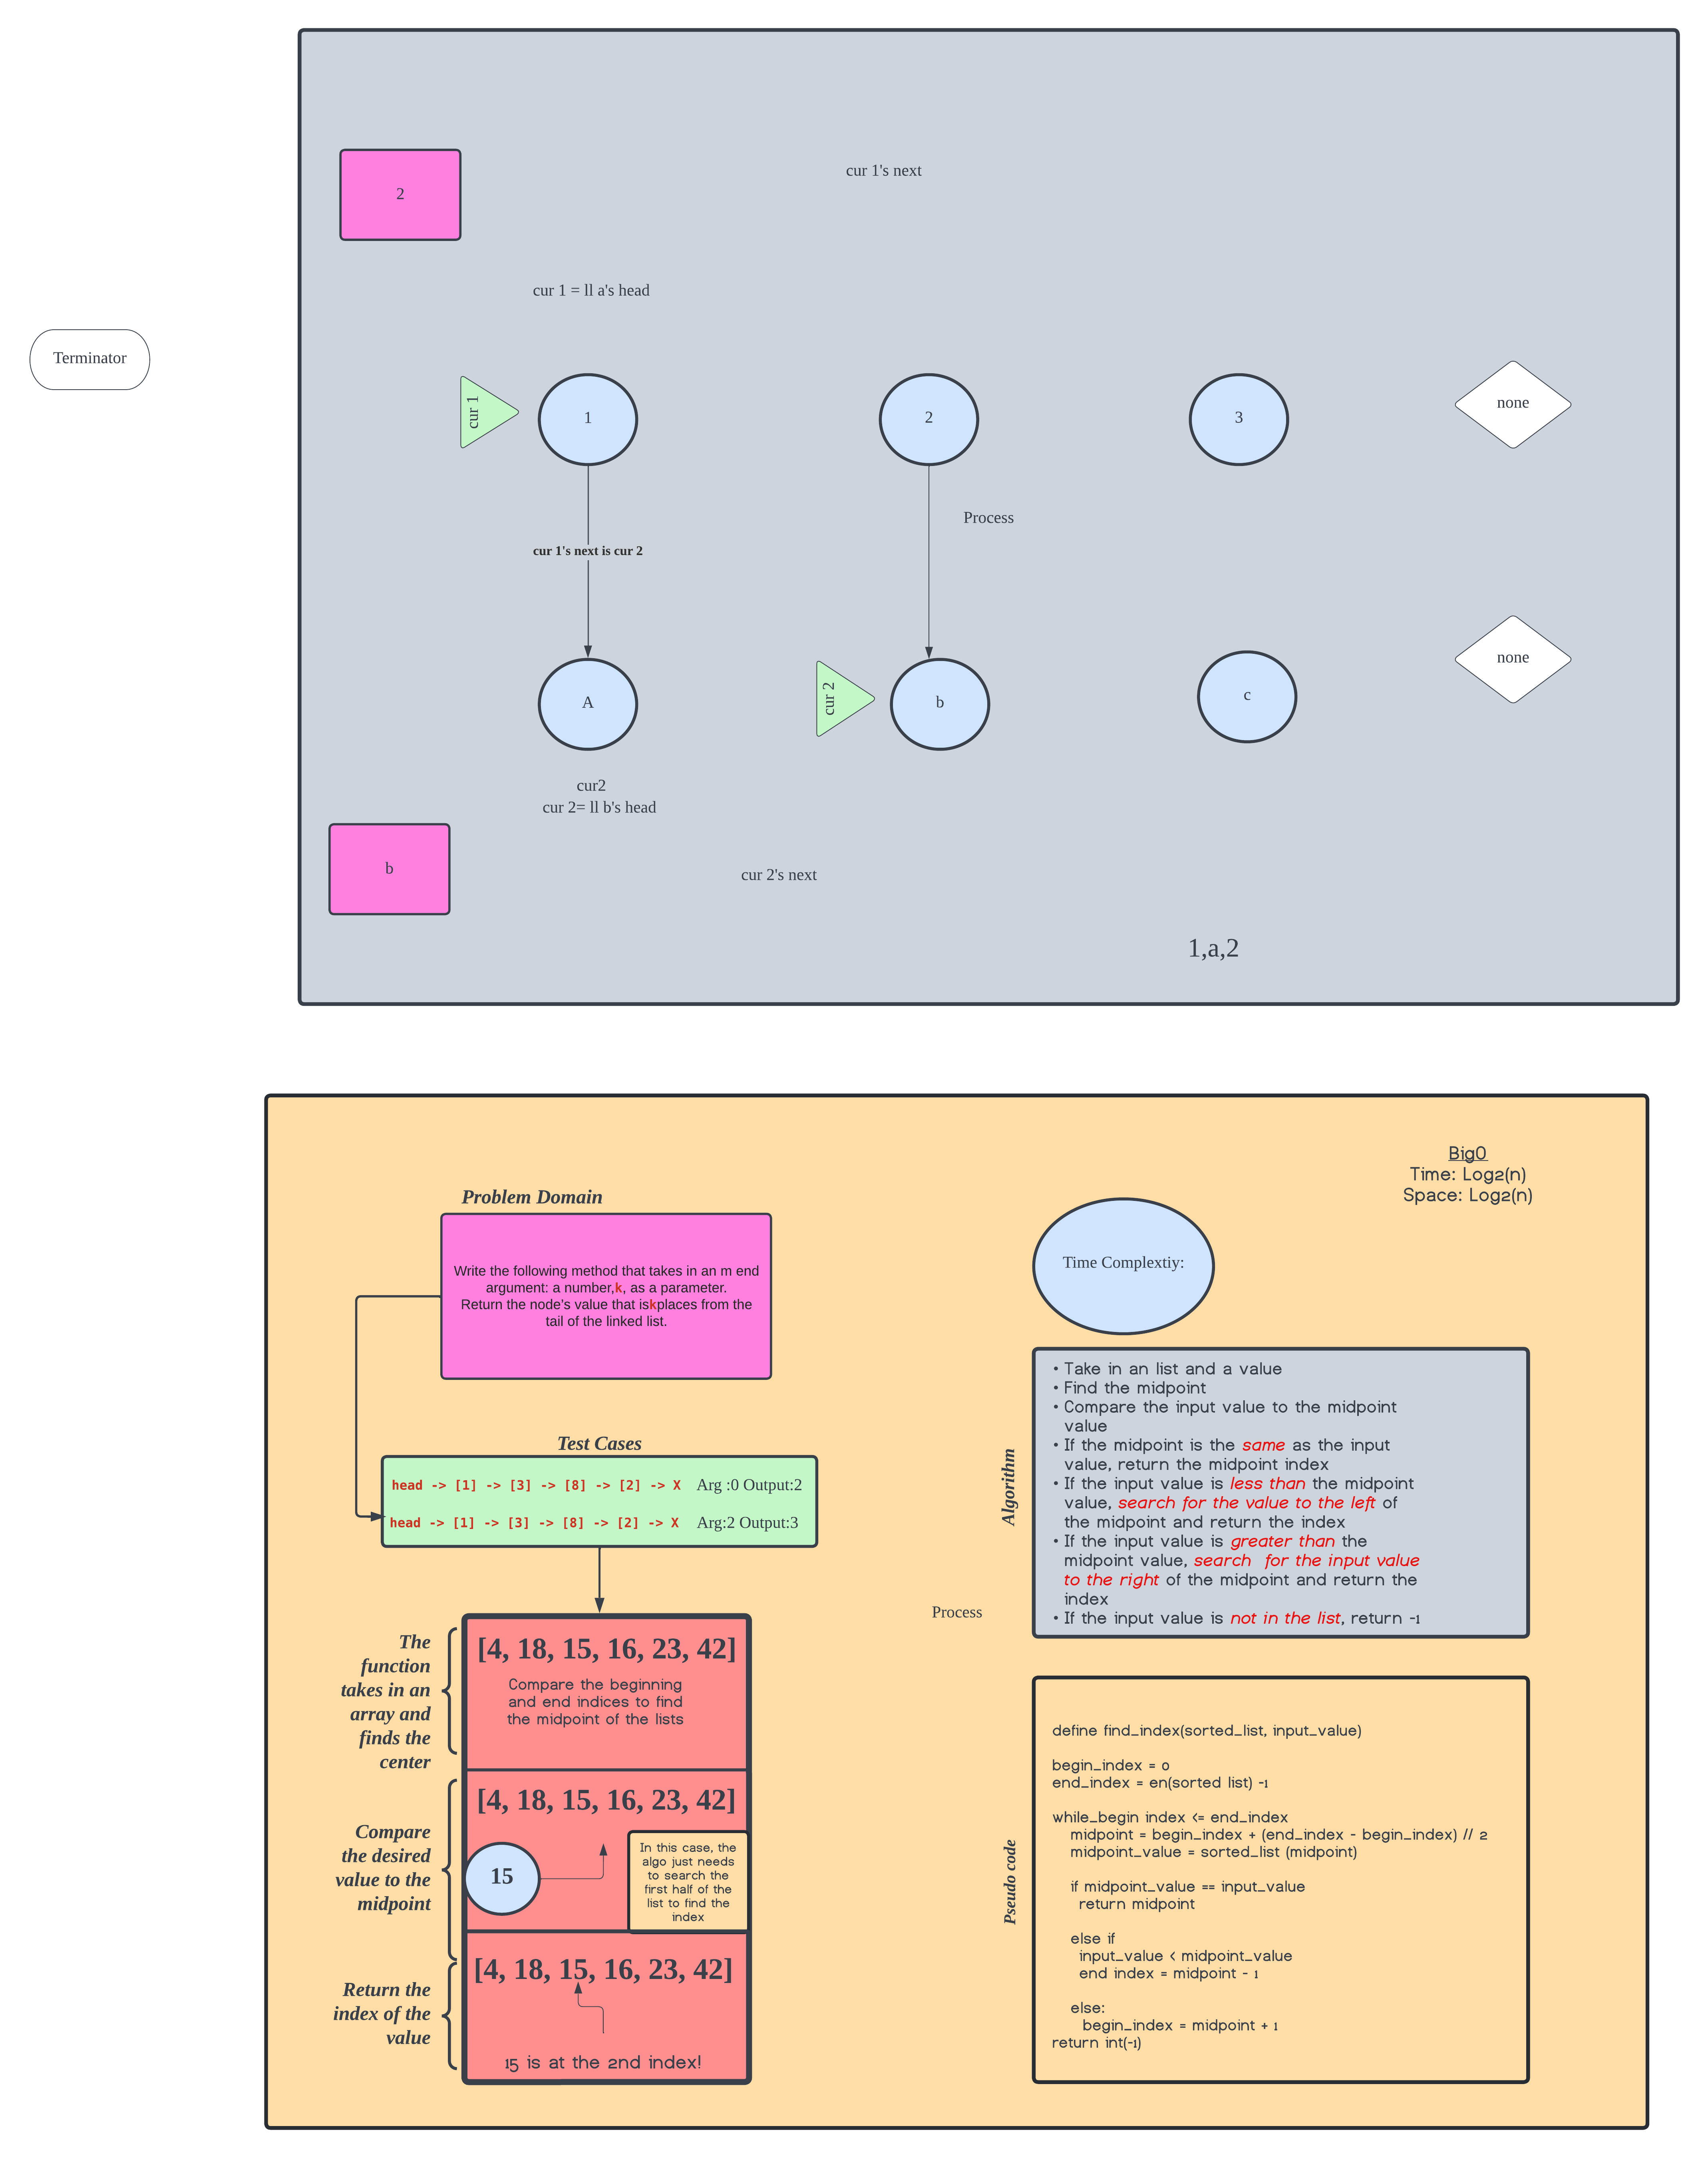 2
cur 1's next
cur 1 = ll a's head
Terminator
cur 1
1
2
3
none
Process
cur 1's next is cur 2
none
A
cur 2
b
c
cur2
cur 2= ll b's head
b
cur 2's next
1,a,2
BigO
Time: Log2(n)
Space: Log2(n)
Problem Domain
Write the following method that takes in an m end
argument: a number,k, as a parameter.
Return the node's value that iskplaces from the
tail of the linked list.
Time Complextiy:
Test Cases
head -> [1] -> [3] -> [8] -> [2] -> X Arg :0 Output:2
head -> [1] -> [3] -> [8] -> [2] -> X Arg:2 Output:3
Algorithm
• Take in an list and a value
• Find the midpoint
• Compare the input value to the midpoint
value
• If the midpoint is the same as the input
value, return the midpoint index
• If the input value is less than the midpoint
value, search for the value to the left of
the midpoint and return the index
• If the input value is greater than the
midpoint value, search for the input value
to the right of the midpoint and return the
index
• If the input value is not in the list, return -1
Process
The
function
takes in an
array and
finds the
center
[4, 18, 15, 16, 23, 42]
Compare the beginning
and end indices to find
the midpoint of the lists
Compare
the desired
value to the
midpoint
[4, 18, 15, 16, 23, 42]
15
In this case, the
algo just needs
to search the
first half of the
list to find the
index
Return the
index of the
value
[4, 18, 15, 16, 23, 42]
15 is at the 2nd index!
Pseudo code
define find_index(sorted_list, input_value)
begin_index = 0
end_index = en(sorted list) -1
while_begin index <= end_index
midpoint = begin_index + (end_index - begin_index) // 2
midpoint_value = sorted_list (midpoint)
if midpoint_value == input_value
return midpoint
else if
input_value < midpoint_value
end index = midpoint - 1
else:
begin_index = midpoint + 1
return int(-1)